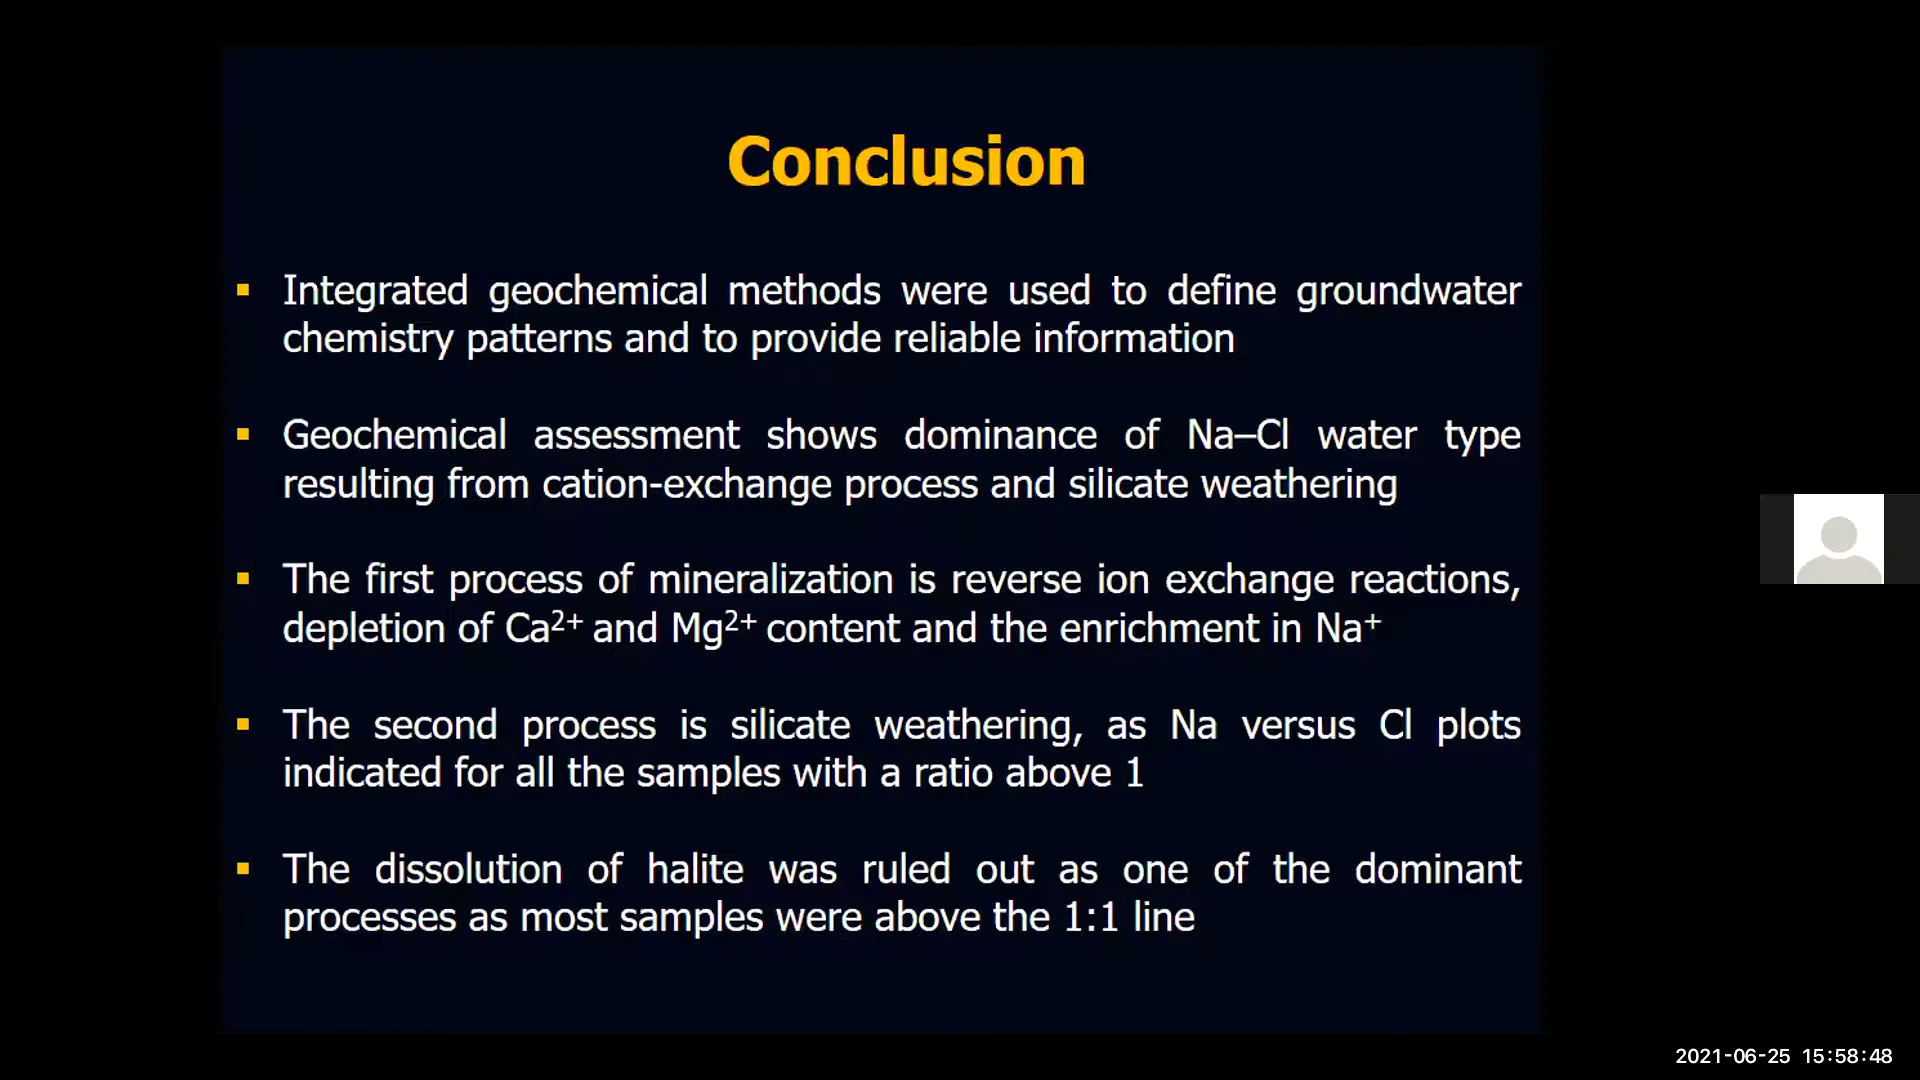 Conclusion
▪ Integrated geochemical methods were used to define groundwater
chemistry patterns and to provide reliable information
▪ Geochemical assessment shows dominance of Na–Cl water type
resulting from cation-exchange process and silicate weathering
▪ The first process of mineralization is reverse ion exchange reactions,
depletion of Ca²⁺ and Mg²⁺ content and the enrichment in Na⁺
▪ The second process is silicate weathering, as Na versus Cl plots
indicated for all the samples with a ratio above 1
▪ The dissolution of halite was ruled out as one of the dominant
processes as most samples were above the 1:1 line
2021-06-25 15:58:48